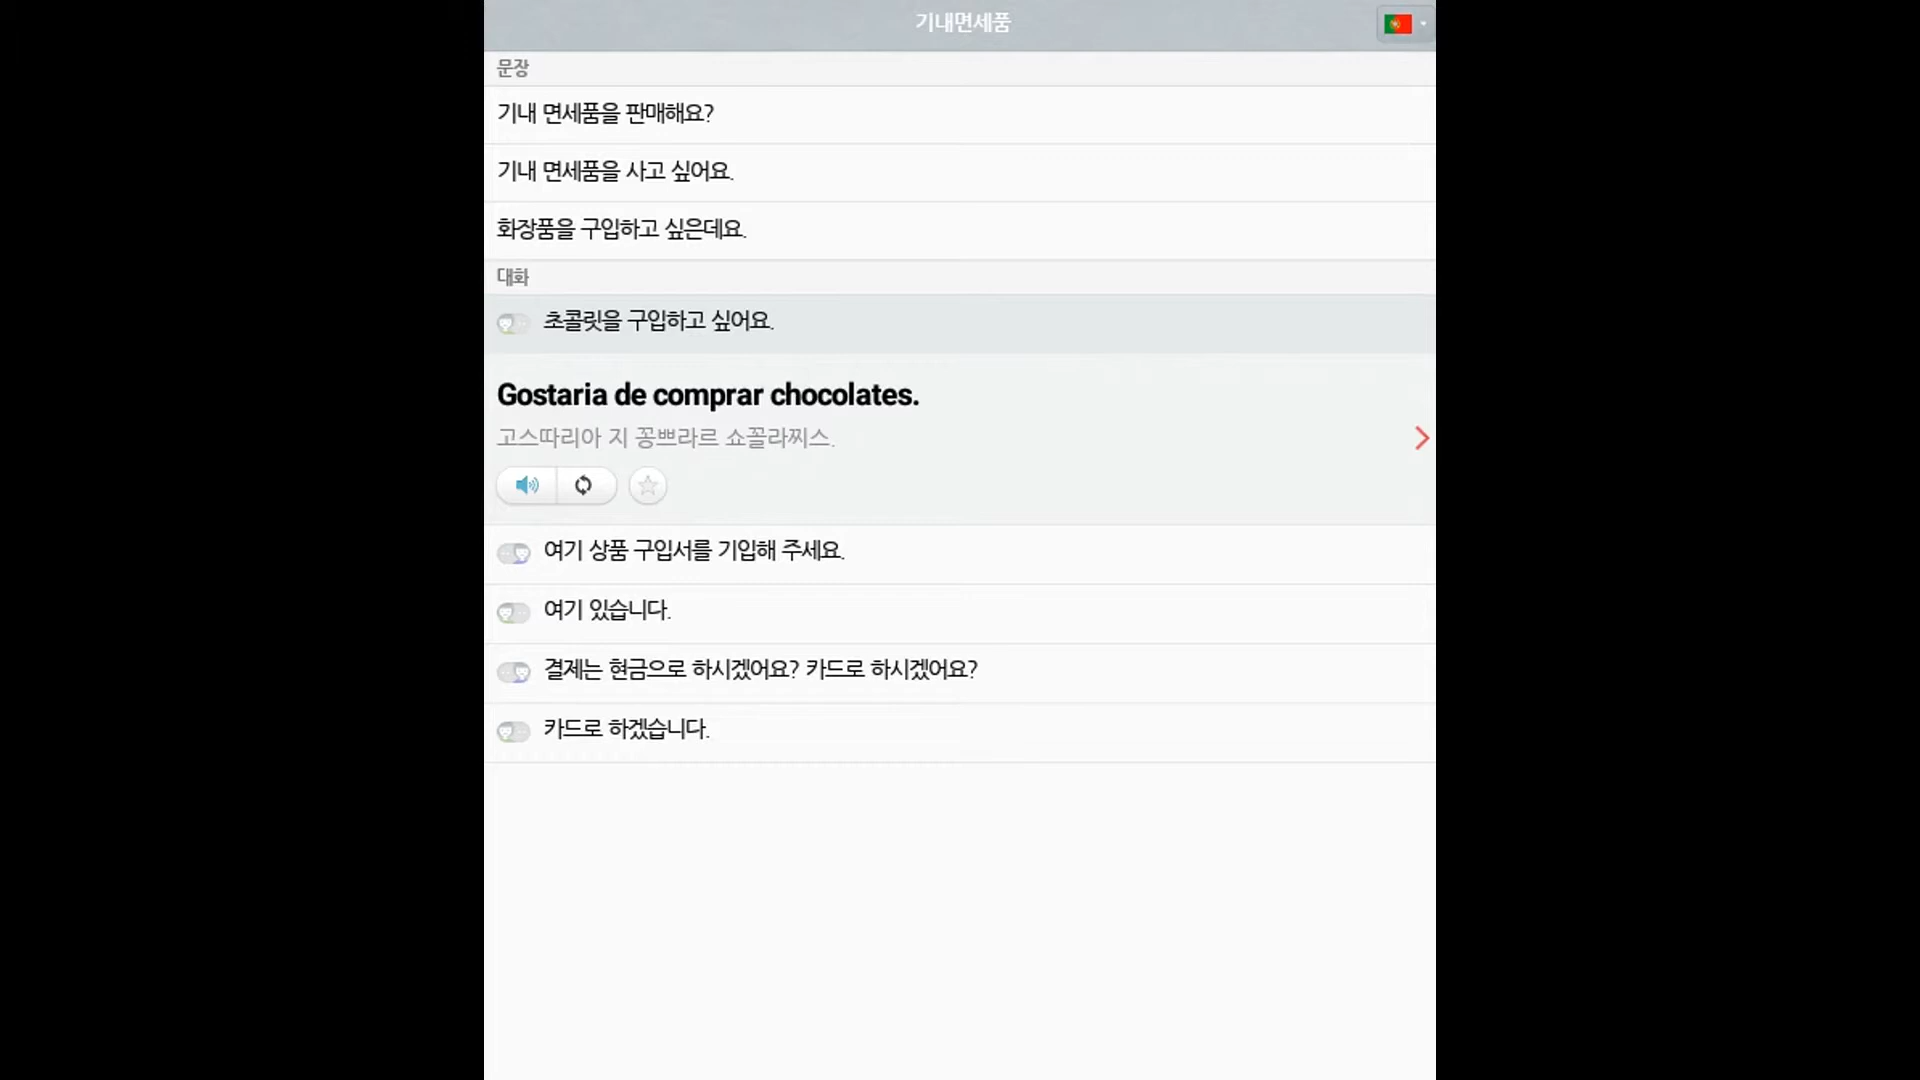 기내면세품
문장
기내 면세품을 판매해요?
기내 면세품을 사고 싶어요.
화장품을 구입하고 싶은데요.
대화
초콜릿을 구입하고 싶어요.
Gostaria de comprar chocolates.
고스따리아 지 꽁쁘라르 쇼꼴라찌스.
여기 상품 구입서를 기입해 주세요.
여기 있습니다.
결제는 현금으로 하시겠어요? 카드로 하시겠어요?
카드로 하겠습니다.